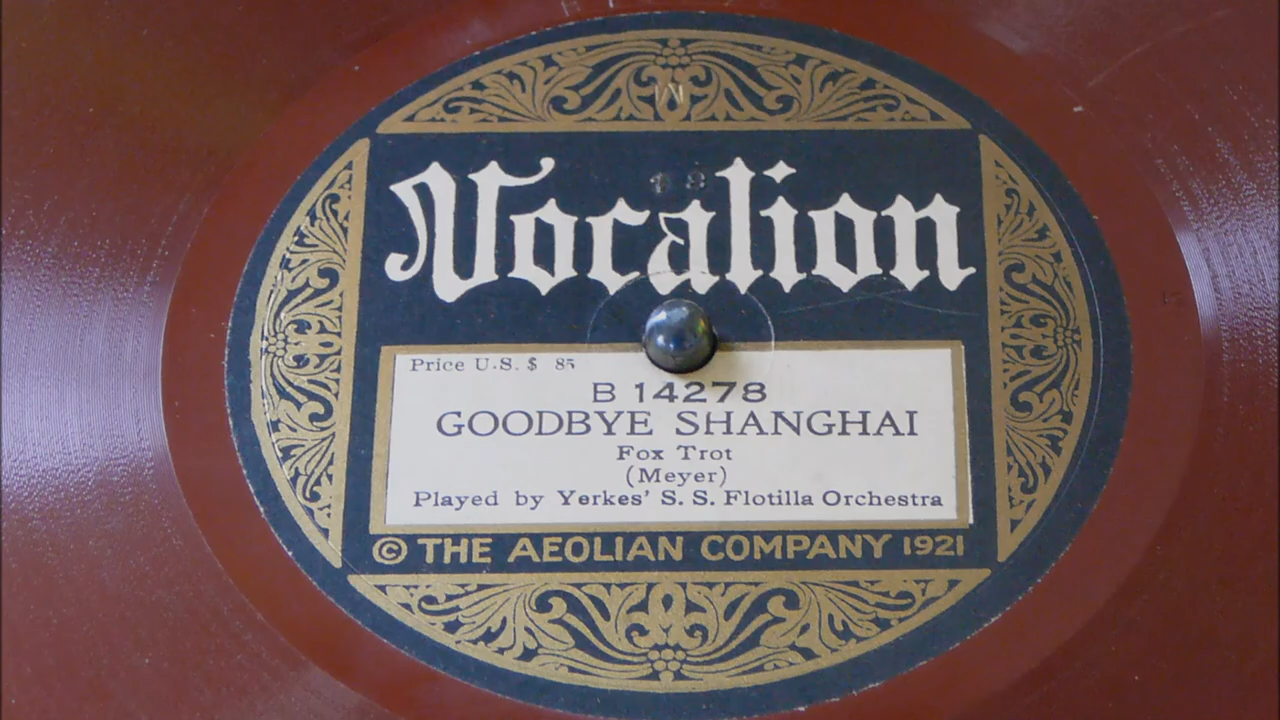 Vocalion
Price U.S. $ 85
B 14278
GOODBYE SHANGHAI
Fox Trot
(Meyer)
Played by Yerkes' S. S. Flotilla Orchestra
© THE AEOLIAN COMPANY 1921